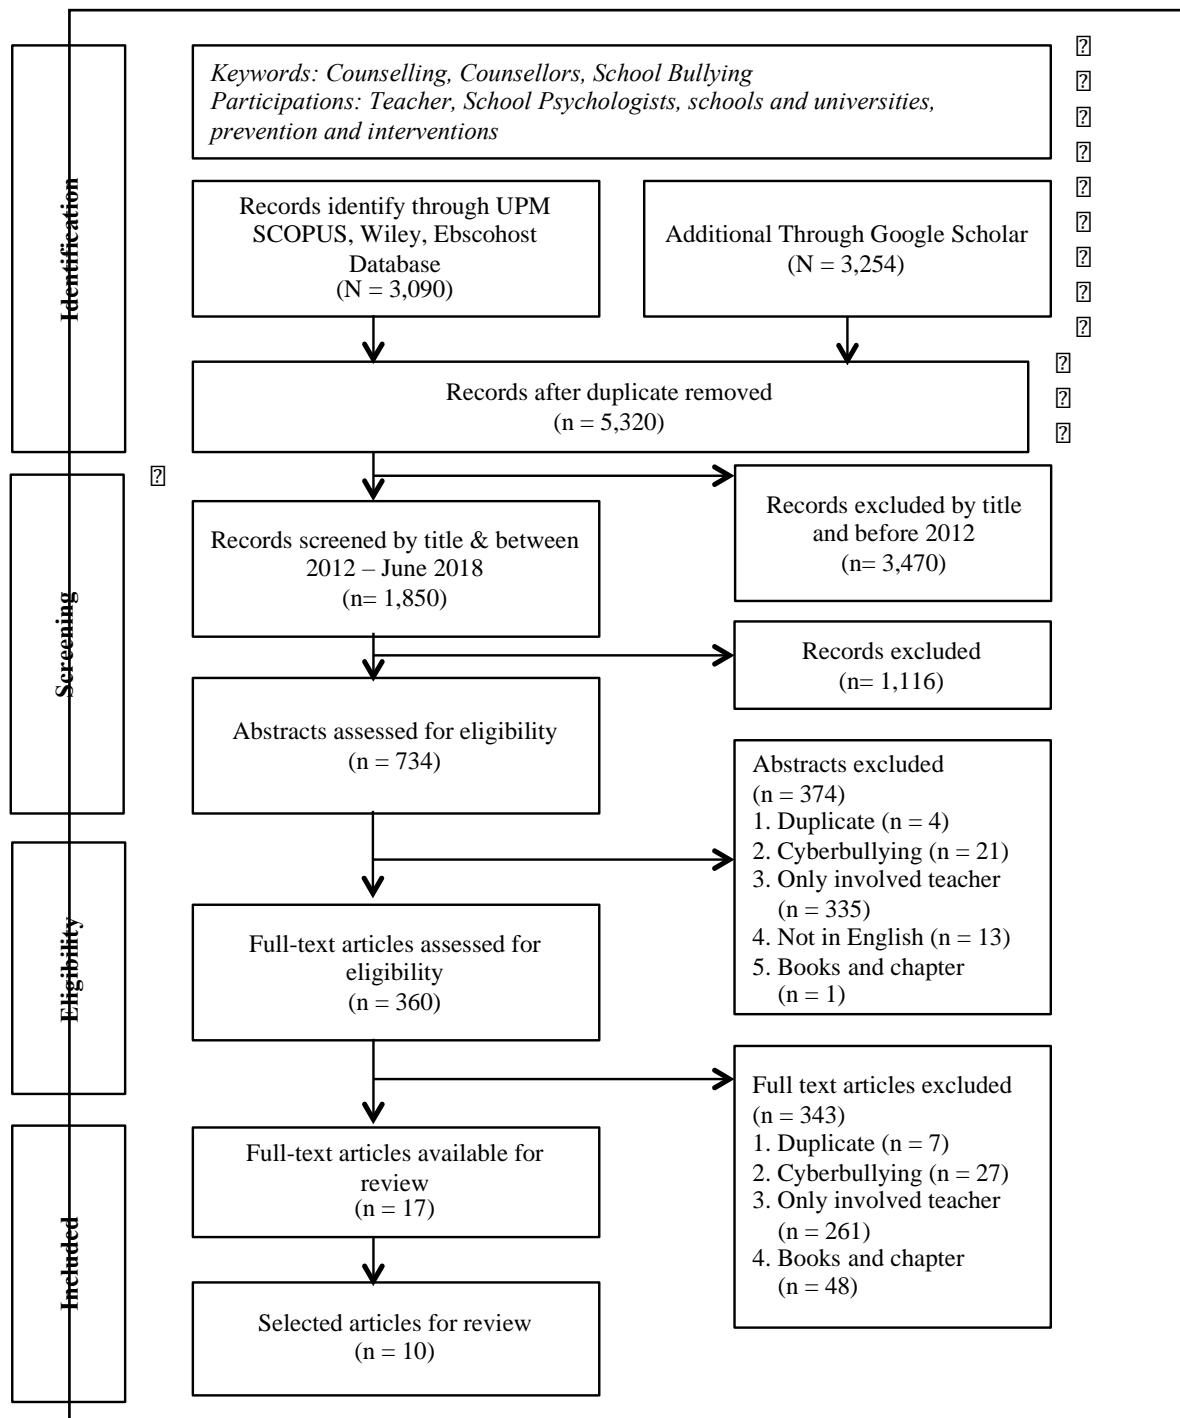 Identification
Keywords: Counselling, Counsellors, School Bullying
Participations: Teacher, School Psychologists, schools and universities,
prevention and interventions
Records identify through UPM
SCOPUS, Wiley, Ebscohost
Database
(N = 3,090)
Additional Through Google Scholar
(N = 3,254)
Records after duplicate removed
(n = 5,320)
Screening
Records screened by title & between
2012 – June 2018
(n= 1,850)
Records excluded by title
and before 2012
(n= 3,470)
Records excluded
(n= 1,116)
Abstracts assessed for eligibility
(n = 734)
Abstracts excluded
(n = 374)
1. Duplicate (n = 4)
2. Cyberbullying (n = 21)
3. Only involved teacher
(n = 335)
4. Not in English (n = 13)
5. Books and chapter
(n = 1)
Eligibility
Full-text articles assessed for
eligibility
(n = 360)
Full text articles excluded
(n = 343)
1. Duplicate (n = 7)
2. Cyberbullying (n = 27)
3. Only involved teacher
(n = 261)
4. Books and chapter
(n = 48)
Included
Full-text articles available for
review
(n = 17)
Selected articles for review
(n = 10)